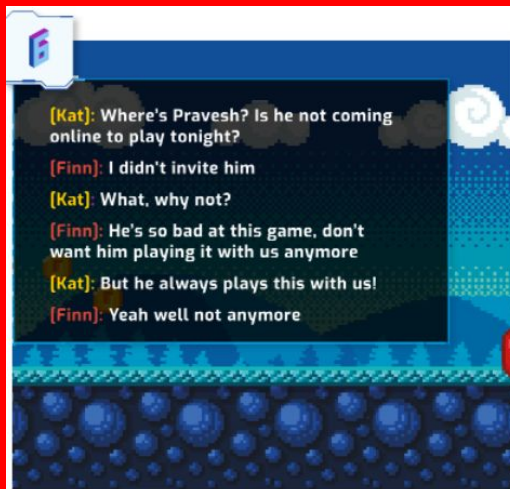 6
[Kat]: Where's Pravesh? Is he not coming
online to play tonight?
[Finn]: I didn't invite him
[Kat]: What, why not?
[Finn]: He's so bad at this game, don't
want him playing it with us anymore
[Kat]: But he always plays this with us!
[Finn]: Yeah well not anymore